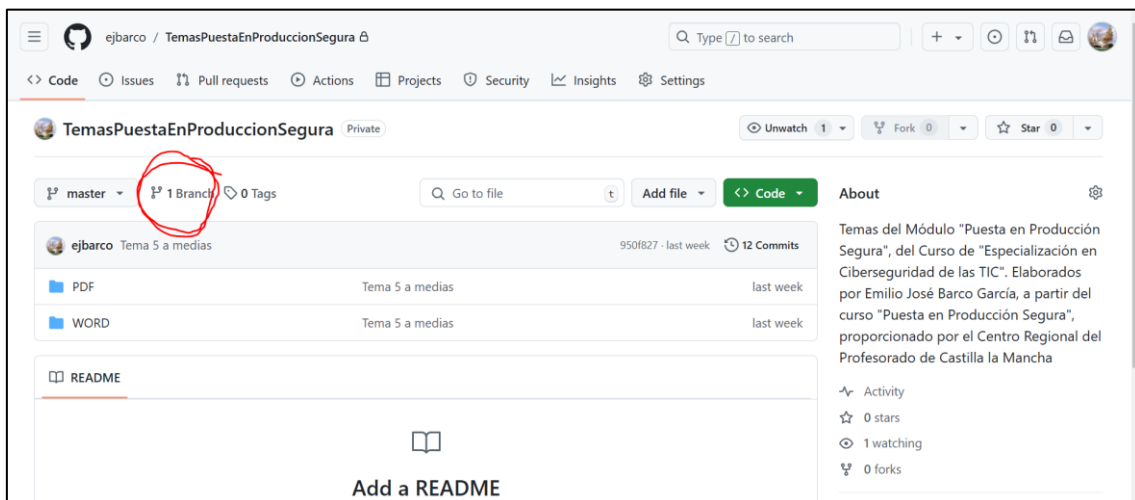 ejbarco / TemasPuestaEnProduccionSegura
Type / to search
Code Issues Pull requests Actions Projects Security Insights Settings
TemasPuestaEnProduccionSegura Private
Unwatch 1 Fork 0 Star 0
master 1 Branch 0 Tags Go to file t Add file <> Code
ejbarco Tema 5 a medias 950f827 · last week 12 Commits
PDF Tema 5 a medias last week
WORD Tema 5 a medias last week
README
Add a README
About
Temas del Módulo "Puesta en Producción
Segura", del Curso de "Especialización en
Ciberseguridad de las TIC". Elaborados
por Emilio José Barco García, a partir del
curso "Puesta en Producción Segura",
proporcionado por el Centro Regional del
Profesorado de Castilla la Mancha
Activity
0 stars
1 watching
0 forks